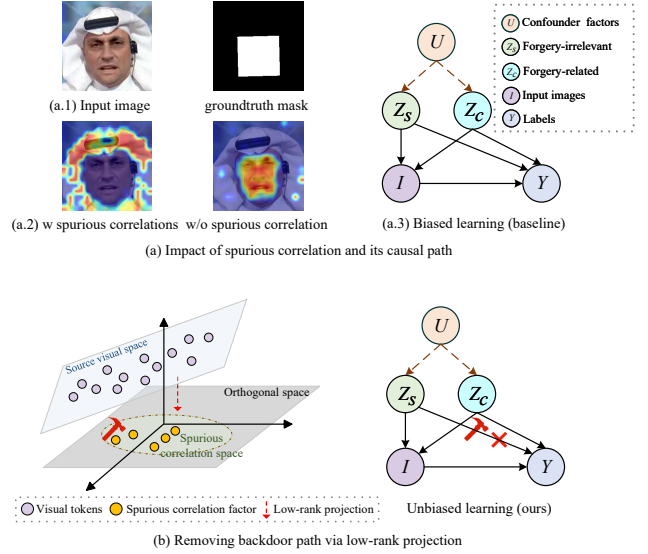 (a.1) Input image
groundtruth mask
(a.2) w spurious correlations
w/o spurious correlation
U
Z_S
Z_C
I
Y
U Confounder factors
Z_S Forgery-irrelevant
Z_C Forgery-related
I Input images
Y Labels
(a.3) Biased learning (baseline)
(a) Impact of spurious correlation and its causal path
Source visual space
Orthogonal space
Spurious
correlation space
Visual tokens
Spurious correlation factor
Low-rank projection
U
Z_S
Z_C
I
Y
Unbiased learning (ours)
(b) Removing backdoor path via low-rank projection